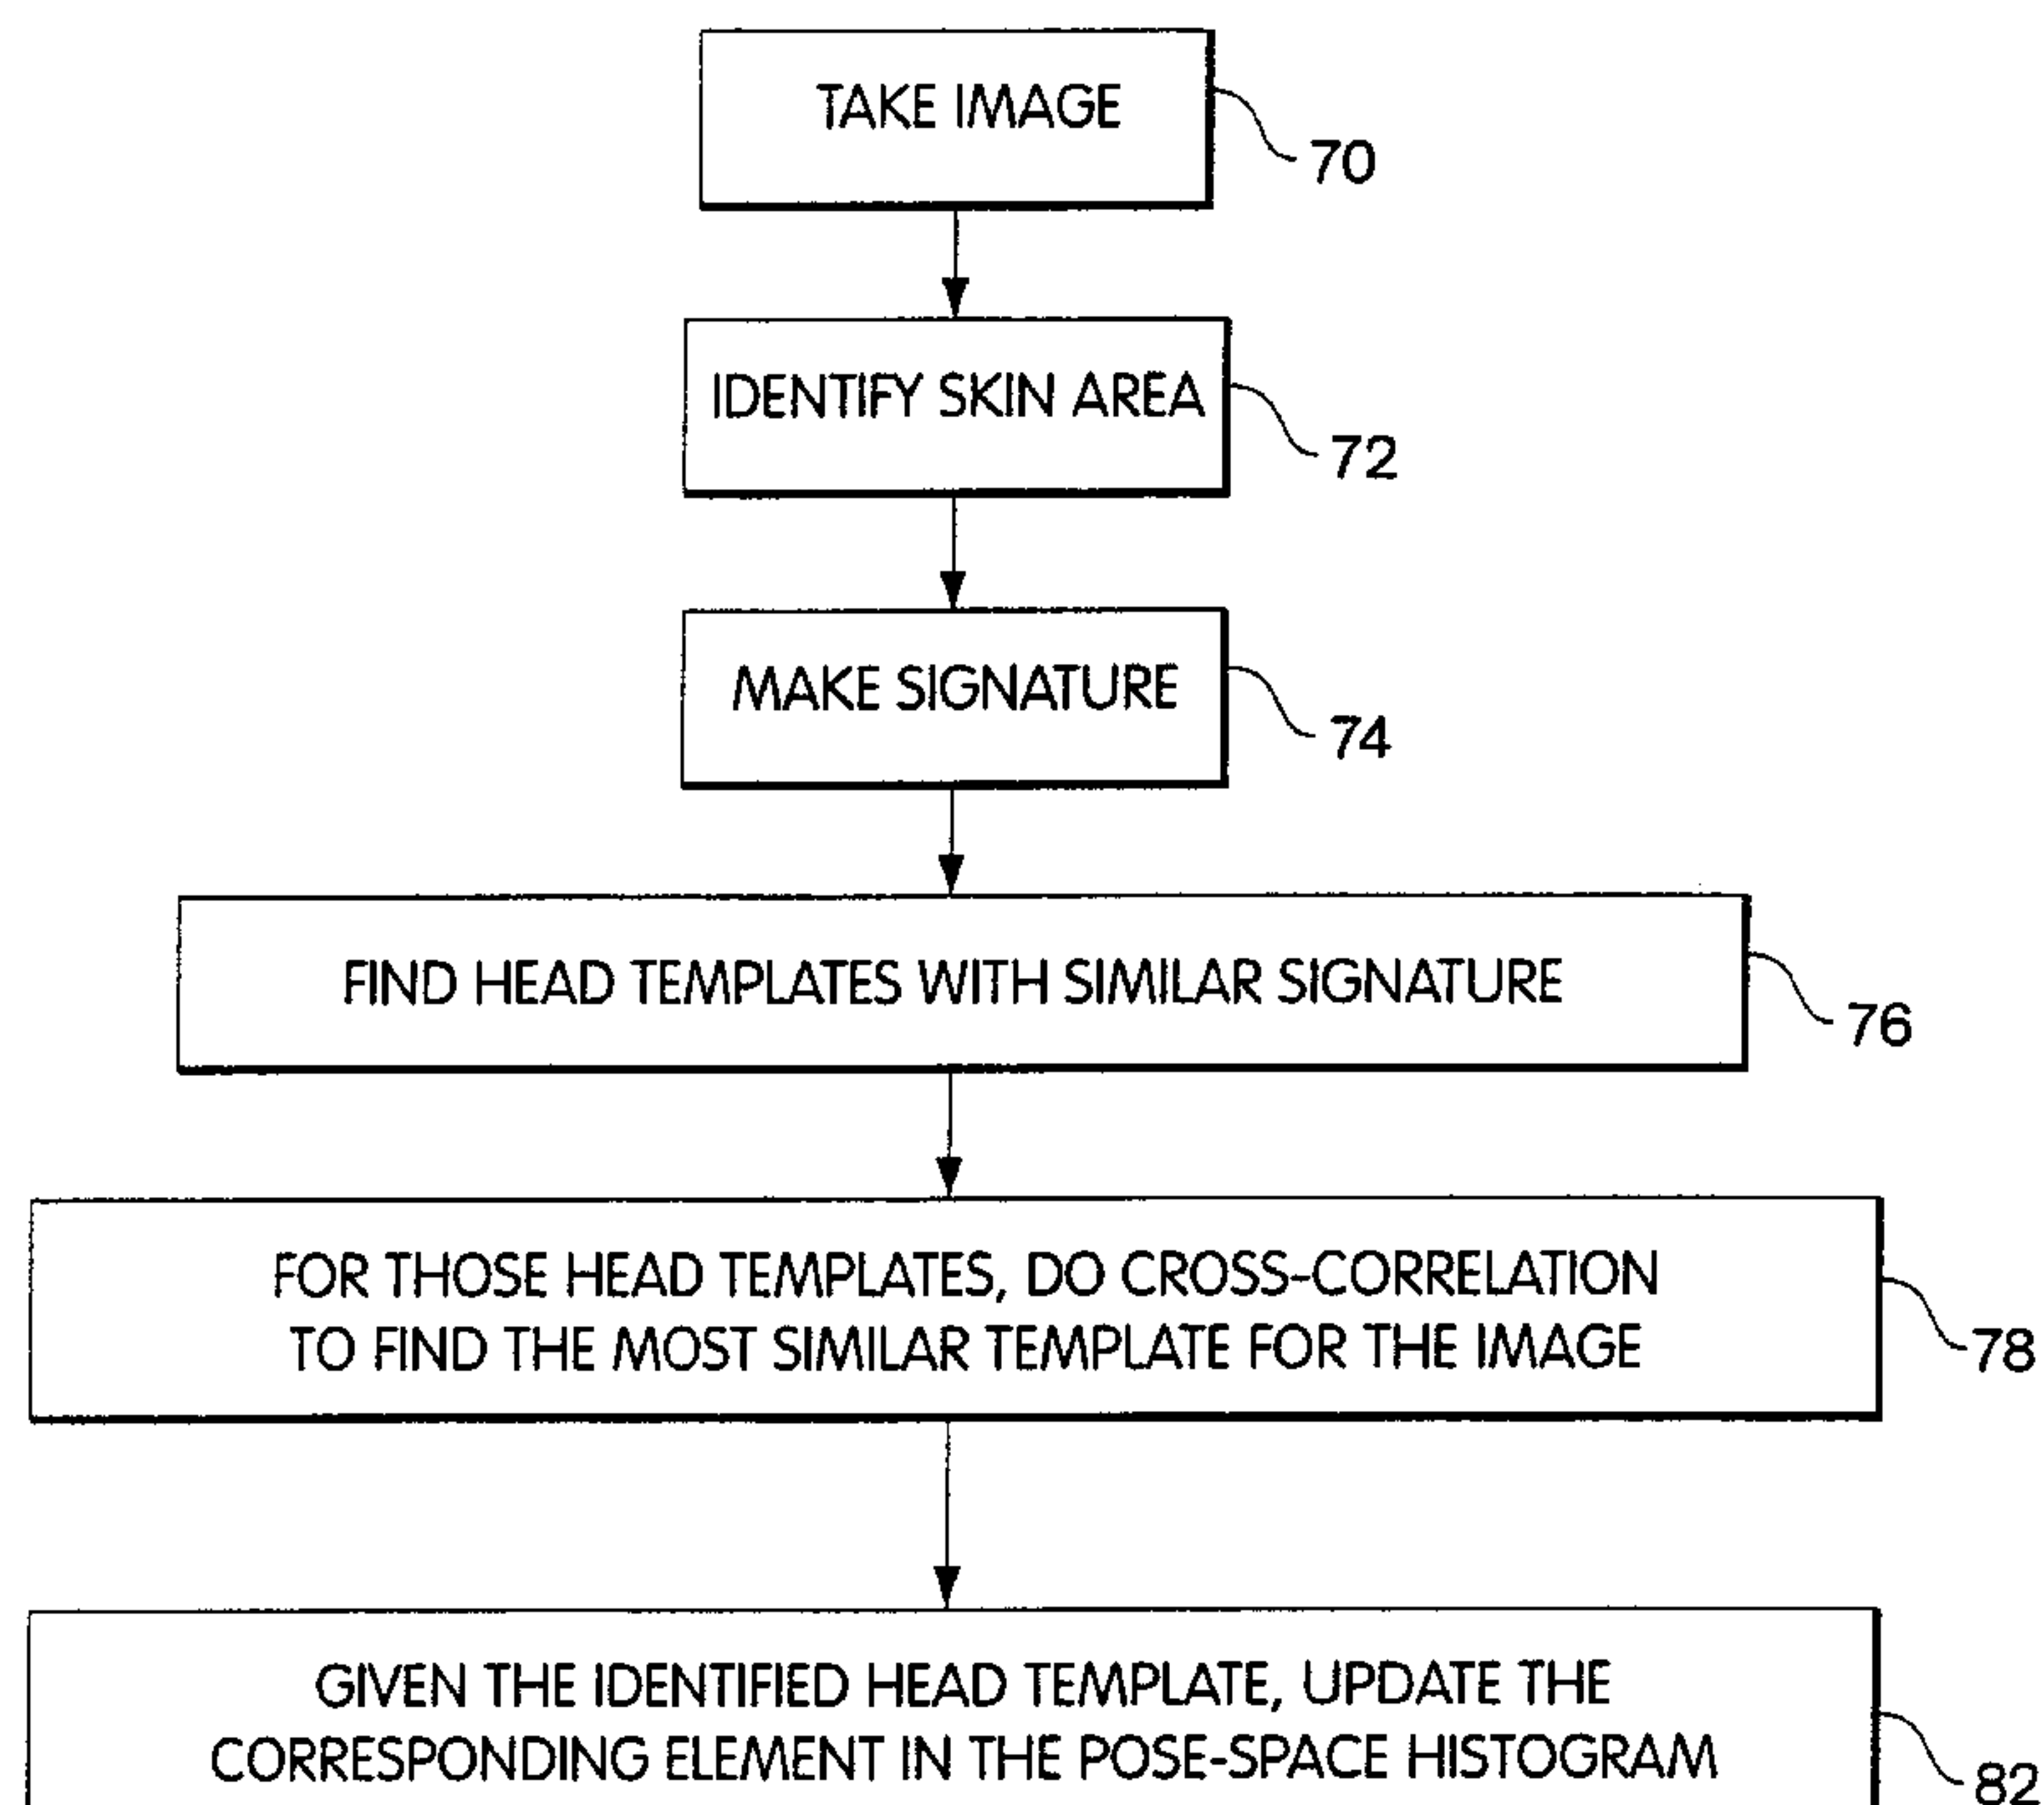 TAKE IMAGE
70
IDENTIFY SKIN AREA
72
MAKE SIGNATURE
74
FIND HEAD TEMPLATES WITH SIMILAR SIGNATURE
76
FOR THOSE HEAD TEMPLATES, DO CROSS-CORRELATION
TO FIND THE MOST SIMILAR TEMPLATE FOR THE IMAGE
78
GIVEN THE IDENTIFIED HEAD TEMPLATE, UPDATE THE
CORRESPONDING ELEMENT IN THE POSE-SPACE HISTOGRAM
82